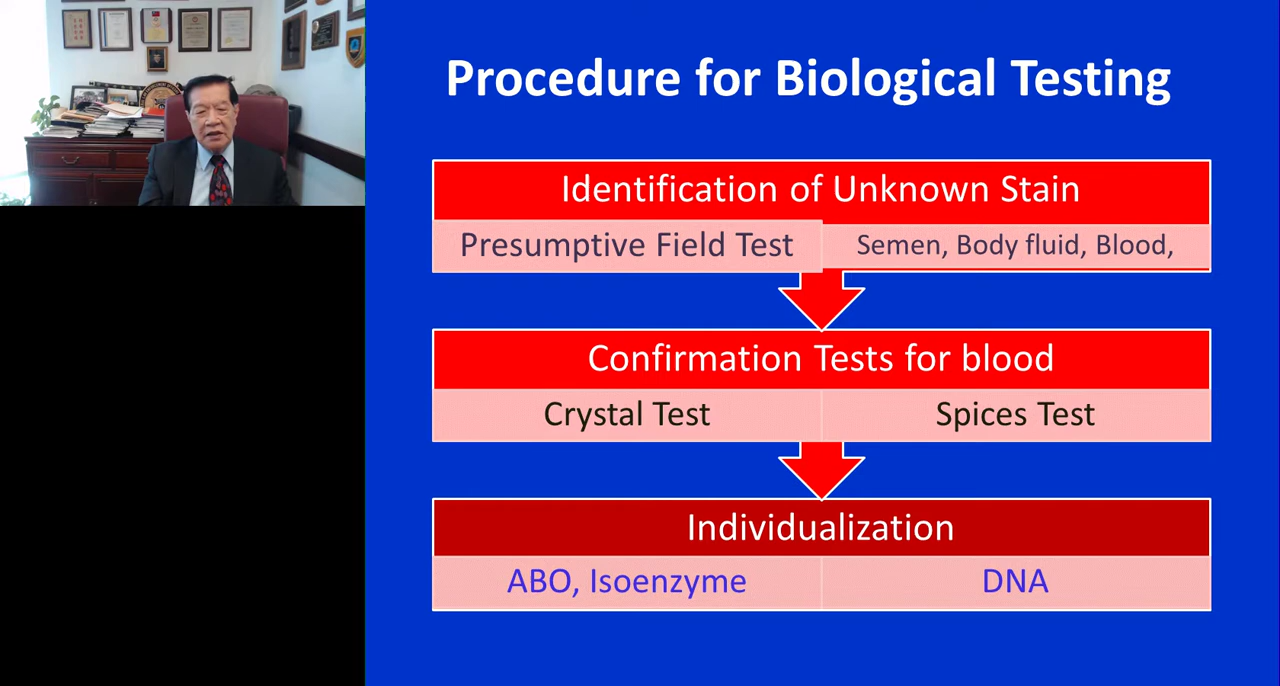 Procedure for Biological Testing
Identification of Unknown Stain
Presumptive Field Test
Semen, Body fluid, Blood,
Confirmation Tests for blood
Crystal Test
Spices Test
Individualization
ABO, Isoenzyme
DNA